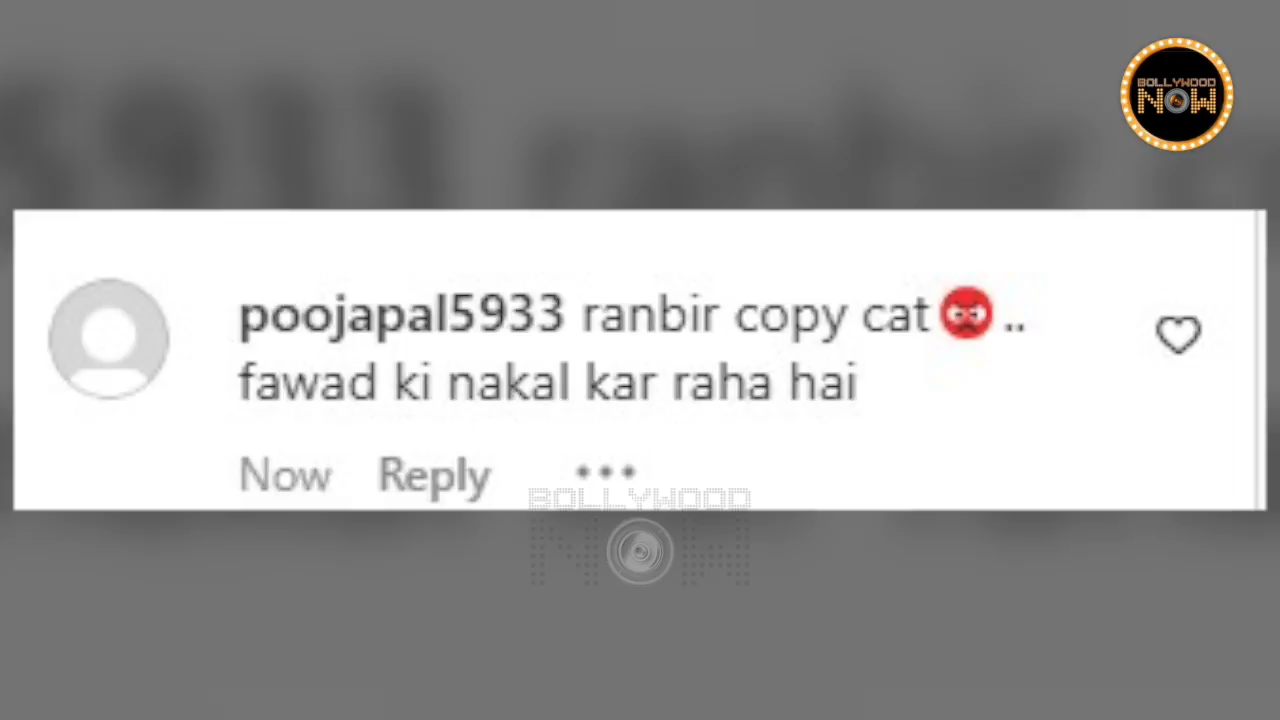 BOLLYWOOD
NOW
poojapal5933 ranbir copy cat😡..
fawad ki nakal kar raha hai
Now Reply •••
BOLLYWOOD
NOW